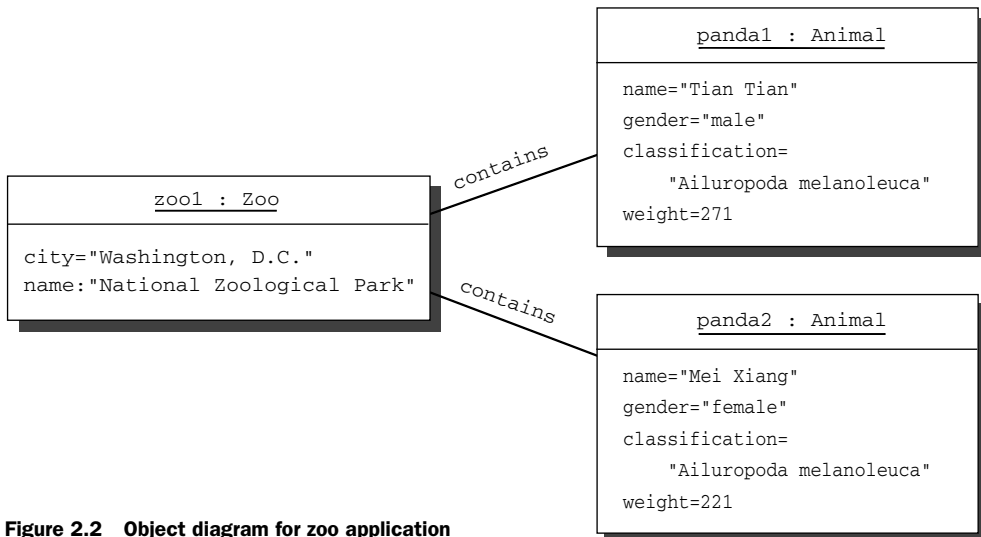 panda1 : Animal
name="Tian Tian"
gender="male"
classification=
"Ailuropoda melanoleuca"
weight=271
contains
zoo1 : Zoo
city="Washington, D.C."
name:"National Zoological Park"
contains
panda2 : Animal
name="Mei Xiang"
gender="female"
classification=
"Ailuropoda melanoleuca"
weight=221
Figure 2.2 Object diagram for zoo application